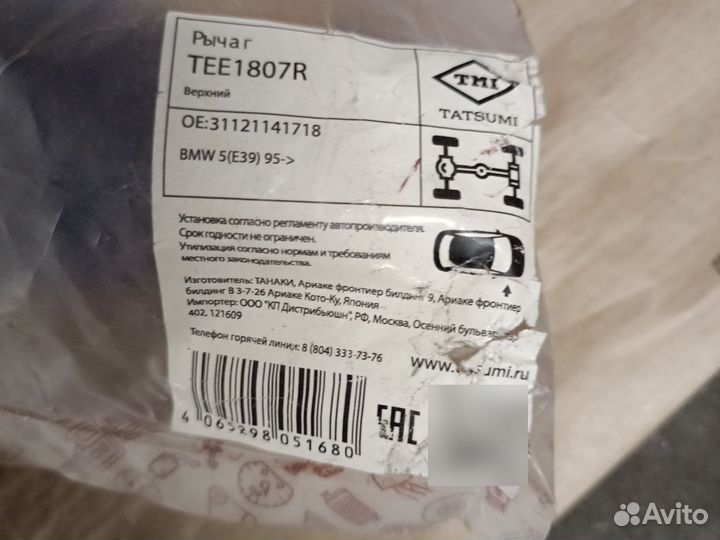 Рычаг
TEE1807R
Верхний
TMI
TATSUMI
OE:31121141718
BMW 5(E39) 95->
Установка согласно регламенту автопроизводителя.
Срок годности не ограничен.
Утилизация согласно нормам и требованиям
местного законодательства.
Изготовитель: ТАНАКИ, Ариаке фронтиер билдинг 9, Ариаке фронтиер
билдинг В 3-7-26 Ариаке Кото-Ку, Япония
Импортер: ООО "КП Дистрибьюшн", РФ, Москва, Осенний бульвар
402, 121609
Телефон горячей линии: 8 (804) 333-73-76
www.tatsumi.ru
4 065298 051680
EAC
Avito